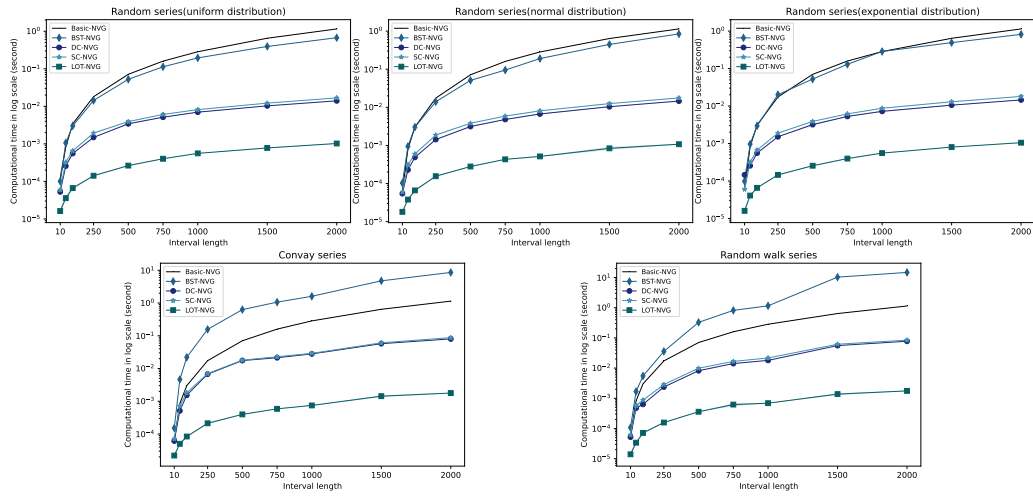 Random series(uniform distribution)
Computational time in log scale (second)
10⁰
10⁻¹
10⁻²
10⁻³
10⁻⁴
10⁻⁵
Basic-NVG
BST-NVG
DC-NVG
SC-NVG
LOT-NVG
10 250 500 750 1000 1500 2000
Interval length
Random series(normal distribution)
Computational time in log scale (second)
10⁰
10⁻¹
10⁻²
10⁻³
10⁻⁴
10⁻⁵
Basic-NVG
BST-NVG
DC-NVG
SC-NVG
LOT-NVG
10 250 500 750 1000 1500 2000
Interval length
Random series(exponential distribution)
Computational time in log scale (second)
10⁰
10⁻¹
10⁻²
10⁻³
10⁻⁴
10⁻⁵
Basic-NVG
BST-NVG
DC-NVG
SC-NVG
LOT-NVG
10 250 500 750 1000 1500 2000
Interval length
Convay series
Computational time in log scale (second)
10¹
10⁰
10⁻¹
10⁻²
10⁻³
10⁻⁴
Basic-NVG
BST-NVG
DC-NVG
SC-NVG
LOT-NVG
10 250 500 750 1000 1500 2000
Interval length
Random walk series
Computational time in log scale (second)
10¹
10⁰
10⁻¹
10⁻²
10⁻³
10⁻⁴
10⁻⁵
Basic-NVG
BST-NVG
DC-NVG
SC-NVG
LOT-NVG
10 250 500 750 1000 1500 2000
Interval length